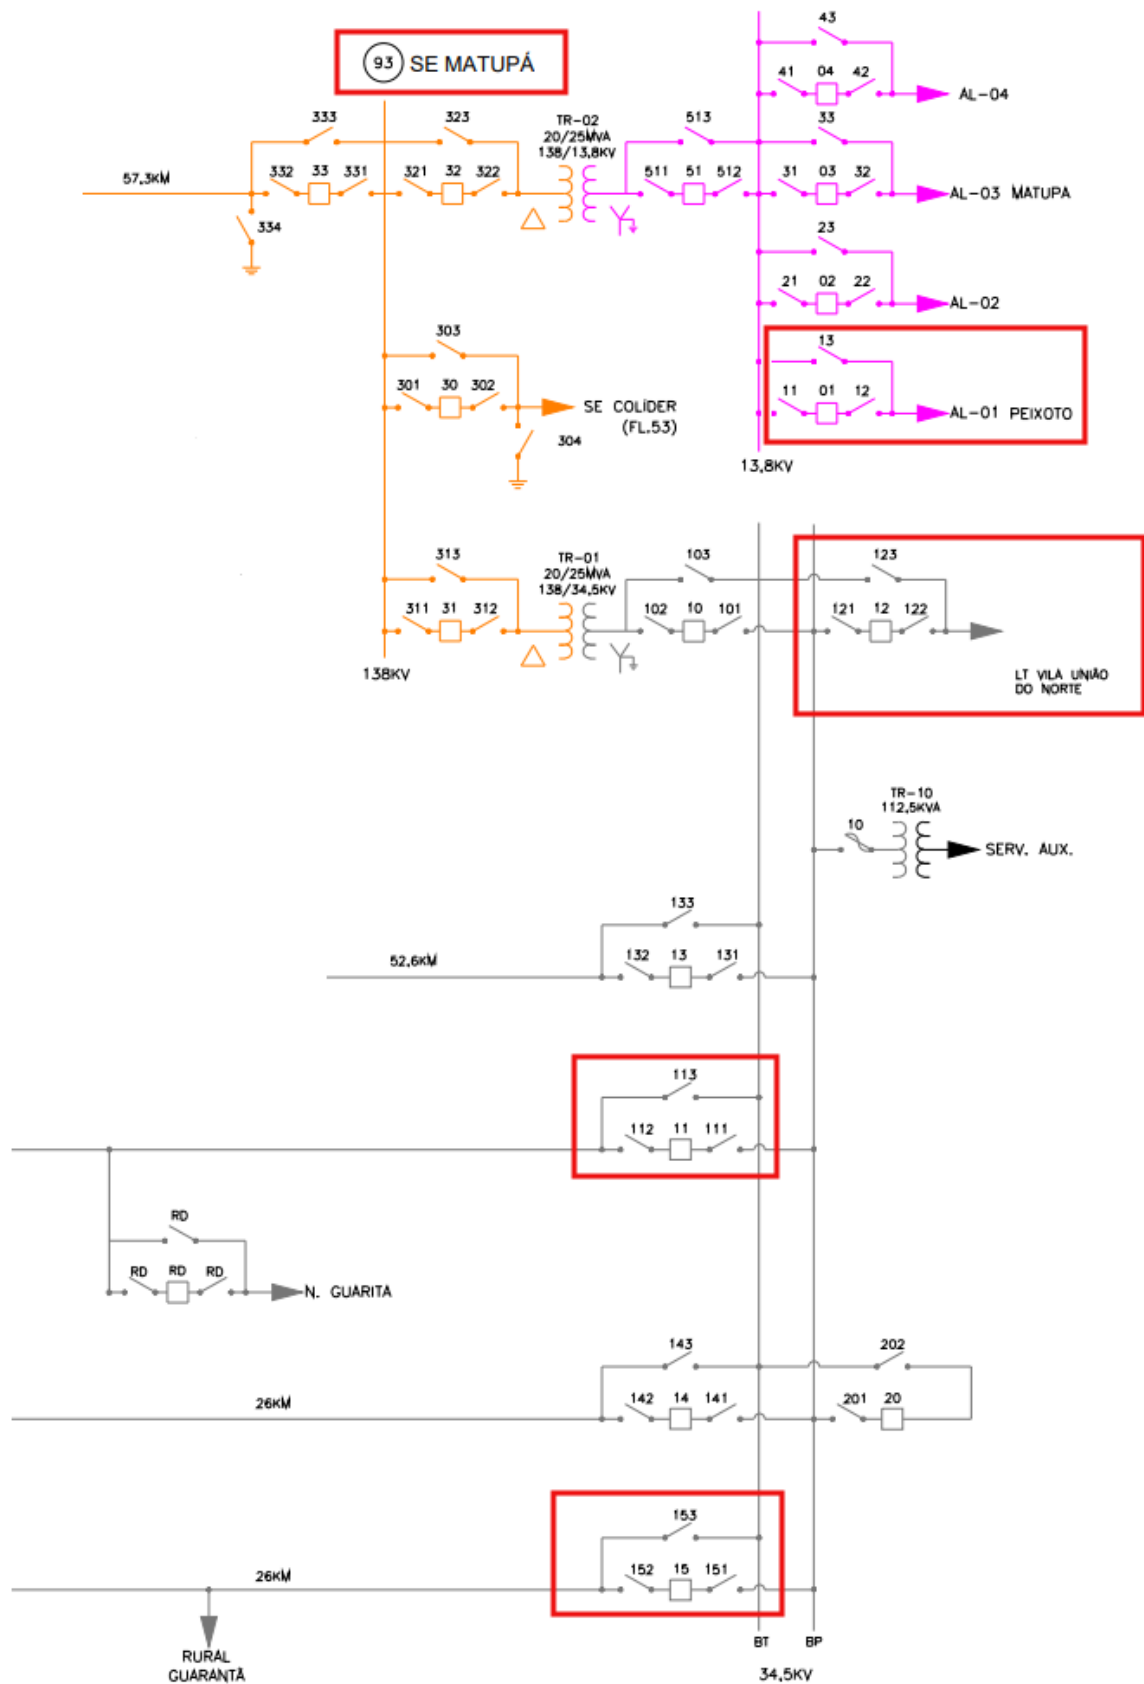 93 SE MATUPÁ
43
41 04 42
AL-04
333
323
TR-02
20/25MVA
138/13,8KV
513
33
57,3KM
332 33 331
321 32 322
511 51 512
31 03 32
AL-03 MATUPA
334
23
21 02 22
AL-02
303
13
301 30 302
SE COLÍDER
(FL.53)
11 01 12
AL-01 PEIXOTO
304
13,8KV
313
TR-01
20/25MVA
138/34,5KV
103
123
311 31 312
102 10 101
121 12 122
138KV
LT VILA UNIÃO
DO NORTE
TR-10
112,5KVA
10
SERV. AUX.
133
52,6KM
132 13 131
113
112 11 111
RD
RD RD RD
N. GUARITA
143
202
26KM
142 14 141
201 20
153
26KM
152 15 151
RURAL
GUARANTÃ
BT BP
34,5KV